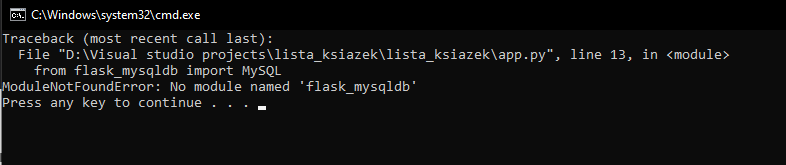 C:\Windows\system32\cmd.exe
Traceback (most recent call last):
File "D:\Visual studio projects\lista_ksiazek\lista_ksiazek\app.py", line 13, in <module>
from flask_mysqldb import MySQL
ModuleNotFoundError: No module named 'flask_mysqldb'
Press any key to continue . . .